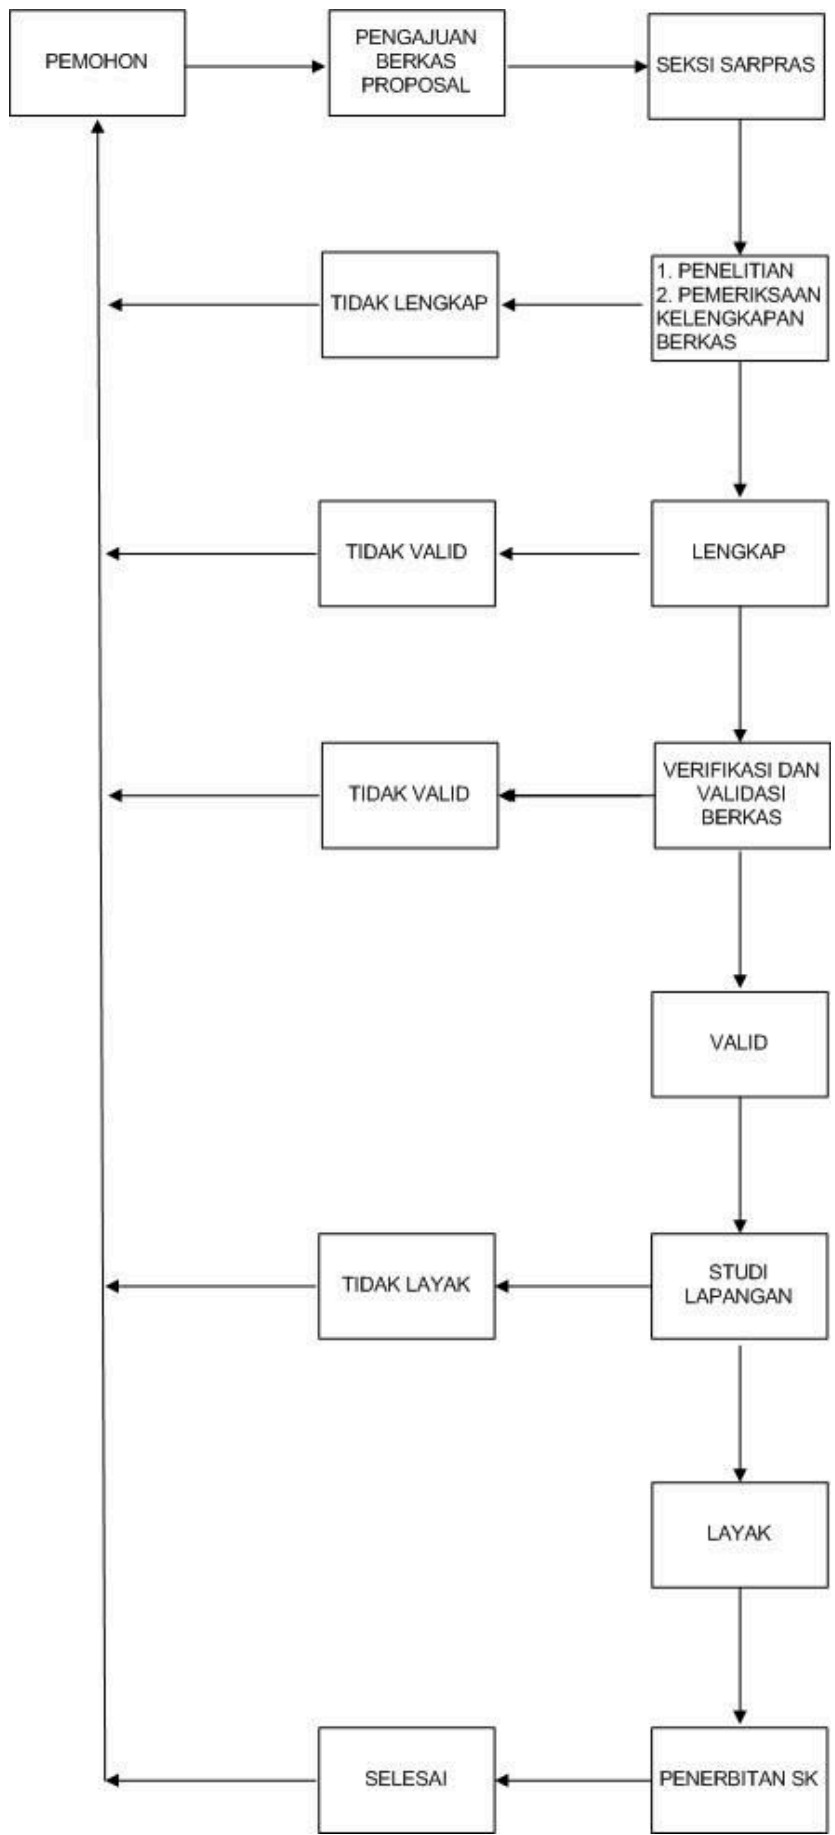 PEMOHON
PENGAJUAN
BERKAS
PROPOSAL
SEKSI SARPRAS
TIDAK LENGKAP
1. PENELITIAN
2. PEMERIKSAAN
KELENGKAPAN
BERKAS
TIDAK VALID
LENGKAP
TIDAK VALID
VERIFIKASI DAN
VALIDASI
BERKAS
VALID
TIDAK LAYAK
STUDI
LAPANGAN
LAYAK
SELESAI
PENERBITAN SK